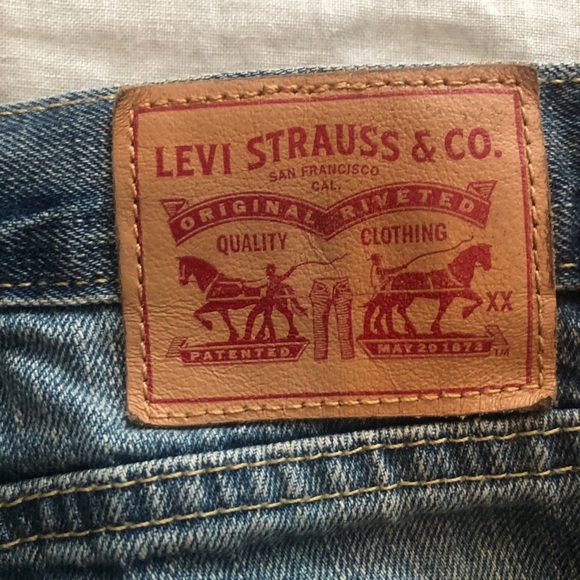 LEVI STRAUSS & CO.
SAN FRANCISCO
CAL.
ORIGINAL RIVETED
QUALITY CLOTHING
XX
PATENTED MAY 20 1873 TM